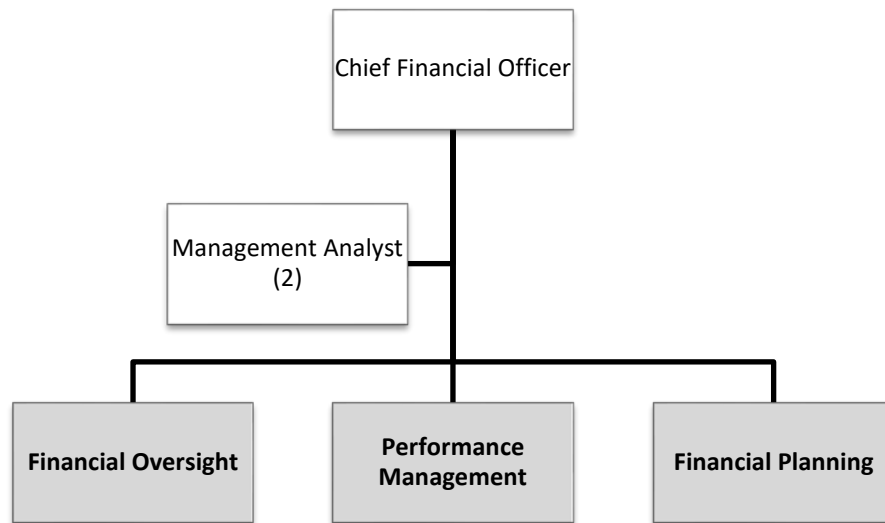 Chief Financial Officer
Management Analyst
(2)
Financial Oversight
Performance
Management
Financial Planning